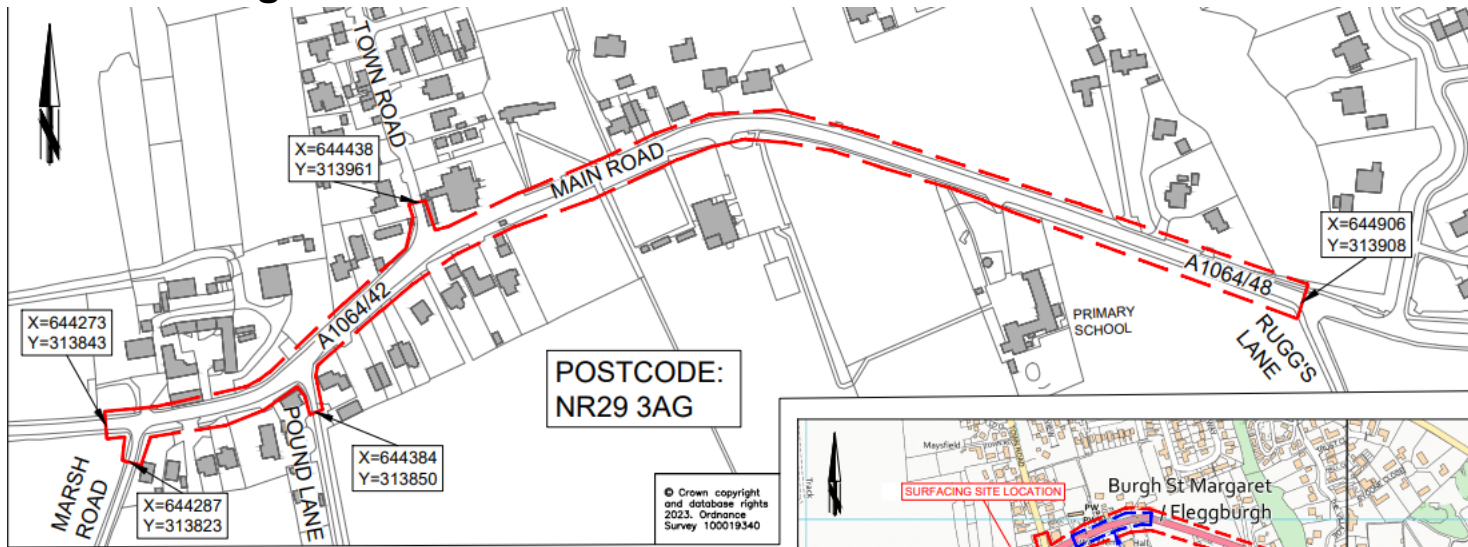 TOWN ROAD
X=644438
Y=313961
MAIN ROAD
X=644906
Y=313908
A1064/48
A1064/42
X=644273
Y=313843
PRIMARY
SCHOOL
RUGG'S
LANE
POSTCODE:
NR29 3AG
POUND LANE
X=644384
Y=313850
MARSH
ROAD
X=644287
Y=313823
© Crown copyright
and database rights
2023. Ordnance
Survey 100019340
Maysfield
Track
SURFACING SITE LOCATION
Burgh St Margaret
/ Fleggburgh
PW
Hall